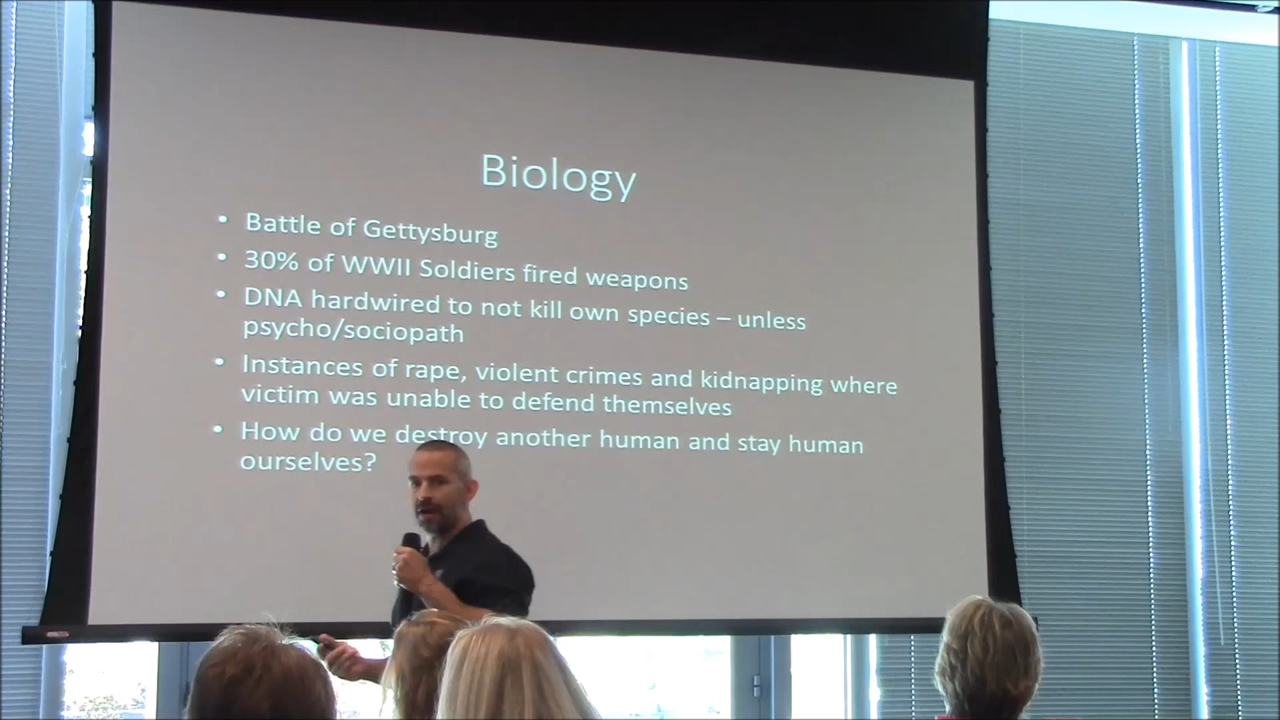 Biology
• Battle of Gettysburg
• 30% of WWII Soldiers fired weapons
• DNA hardwired to not kill own species – unless
psycho/sociopath
• Instances of rape, violent crimes and kidnapping where
victim was unable to defend themselves
• How do we destroy another human and stay human
ourselves?